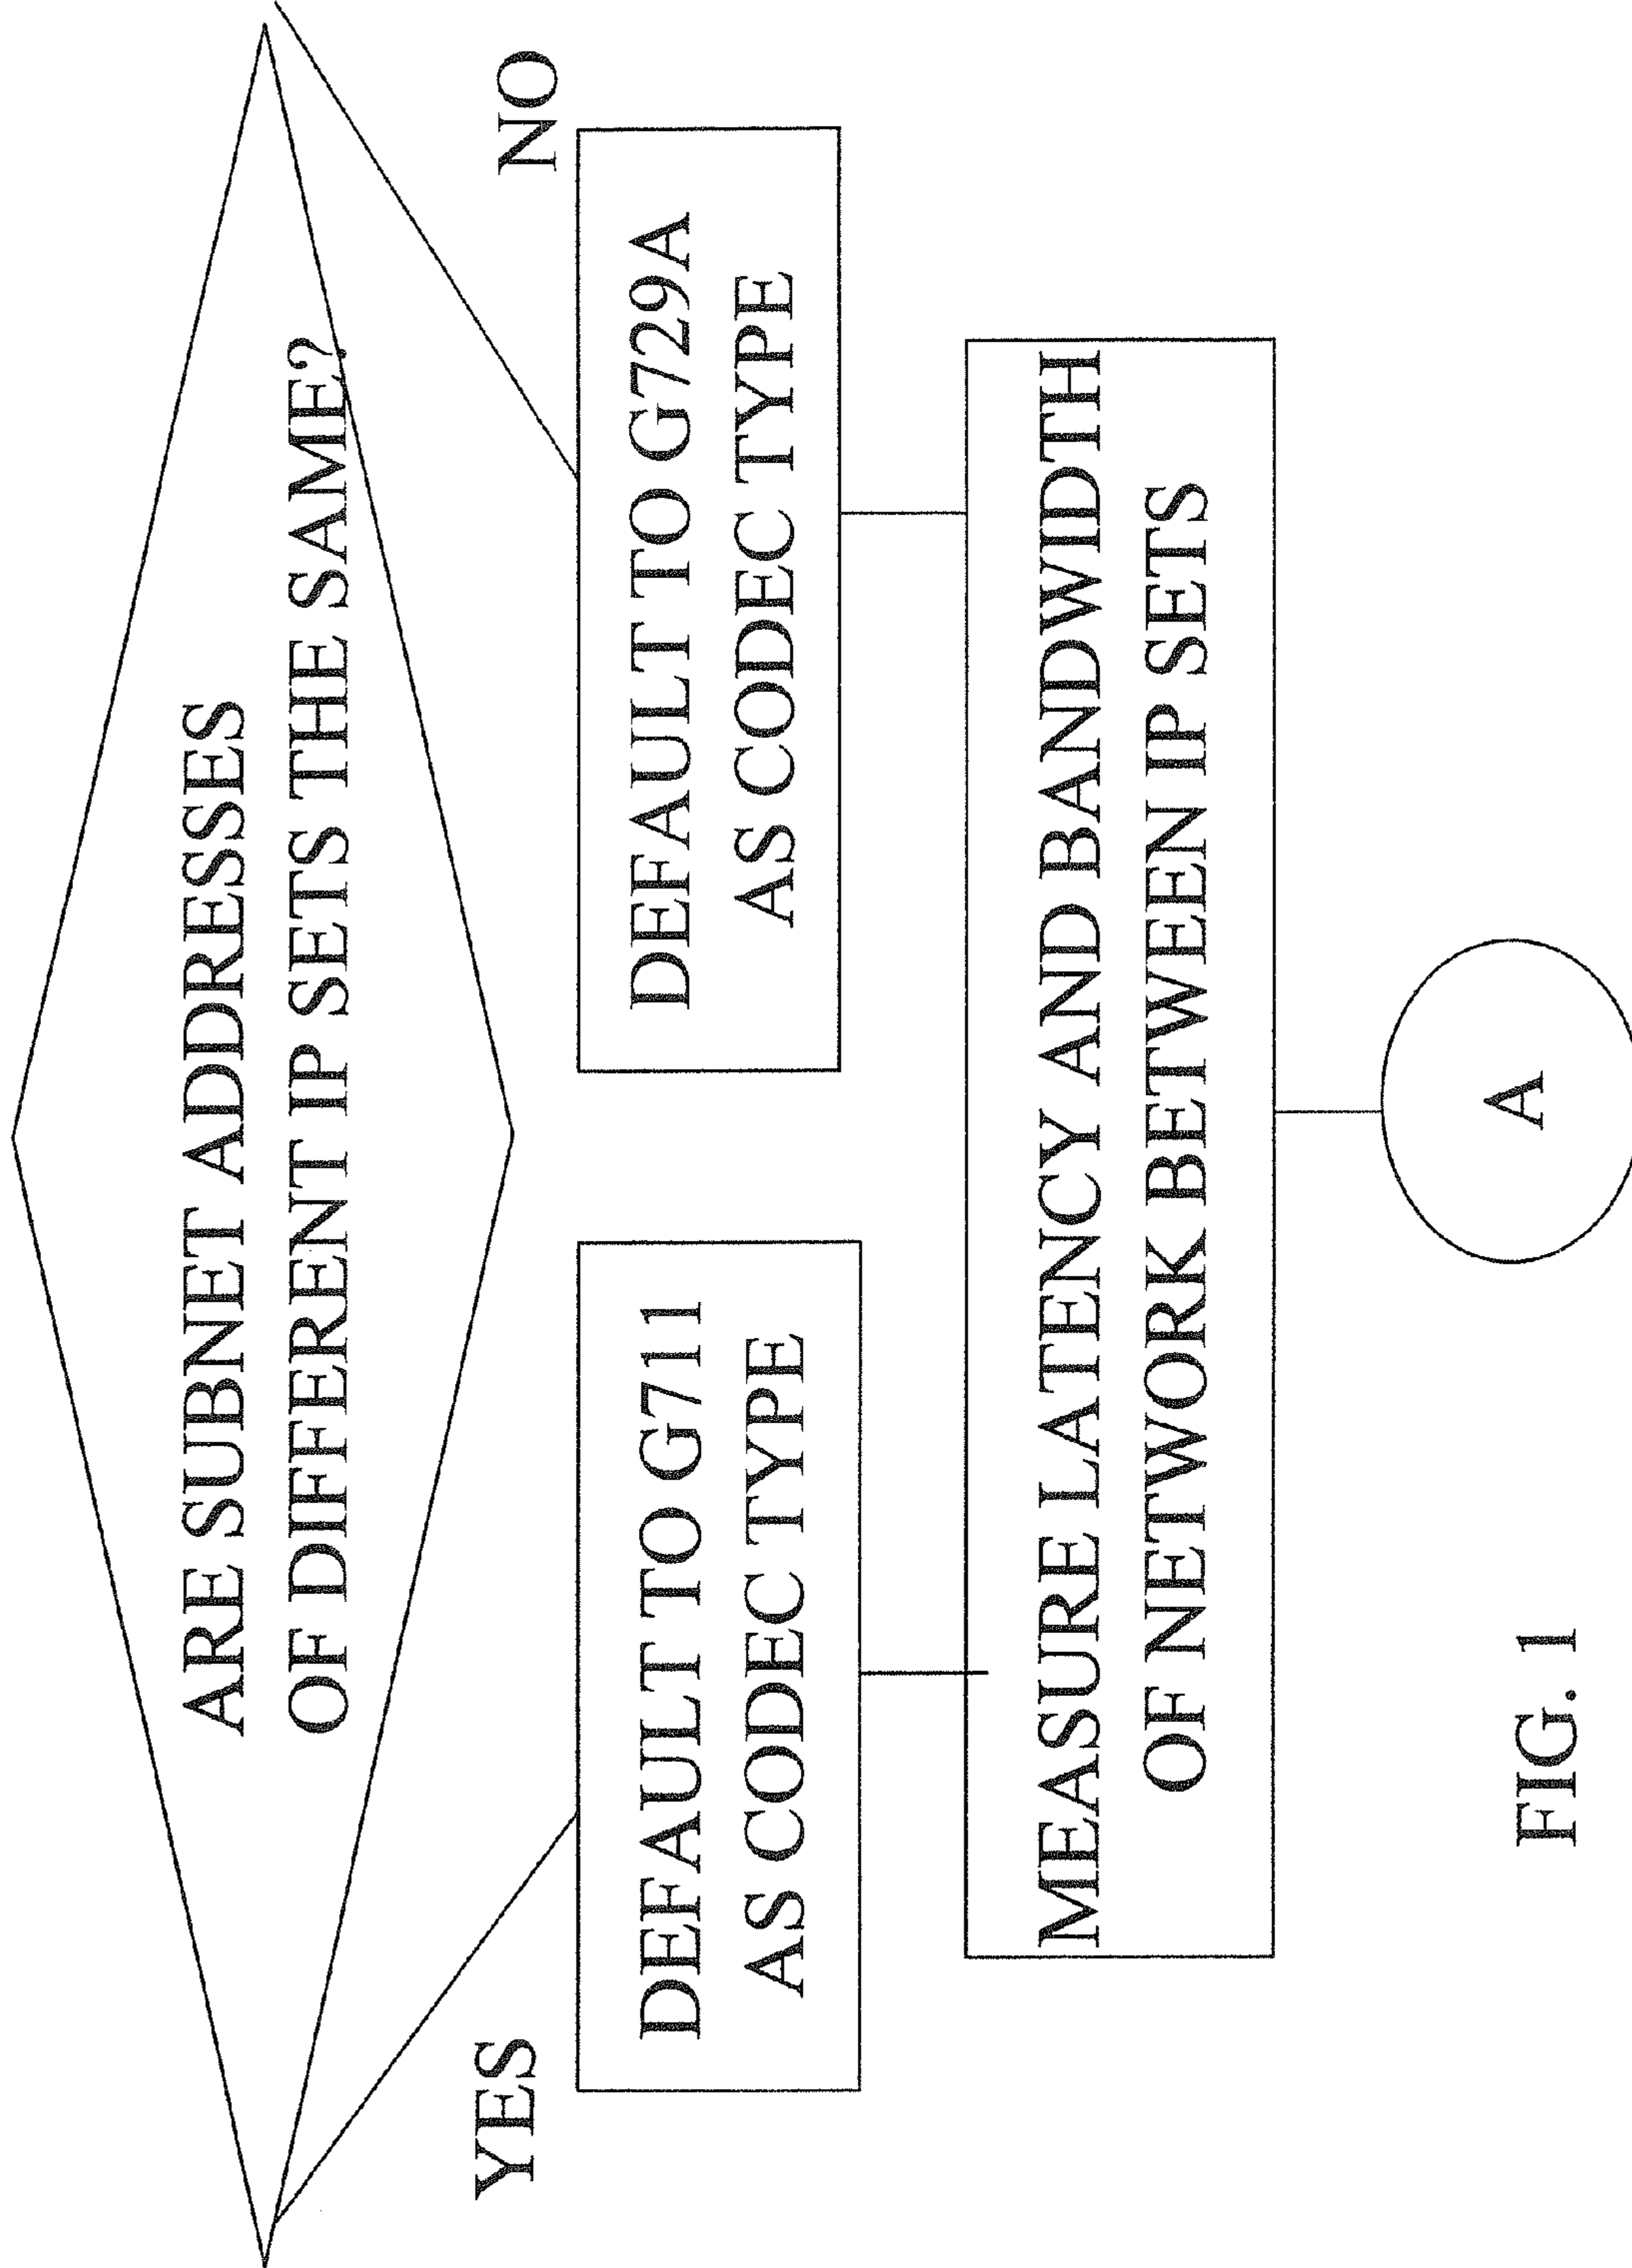 ARE SUBNET ADDRESSES
OF DIFFERENT IP SETS THE SAME?
YES
NO
DEFAULT TO G711
AS CODEC TYPE
DEFAULT TO G729A
AS CODEC TYPE
MEASURE LATENCY AND BANDWIDTH
OF NETWORK BETWEEN IP SETS
A
FIG. 1